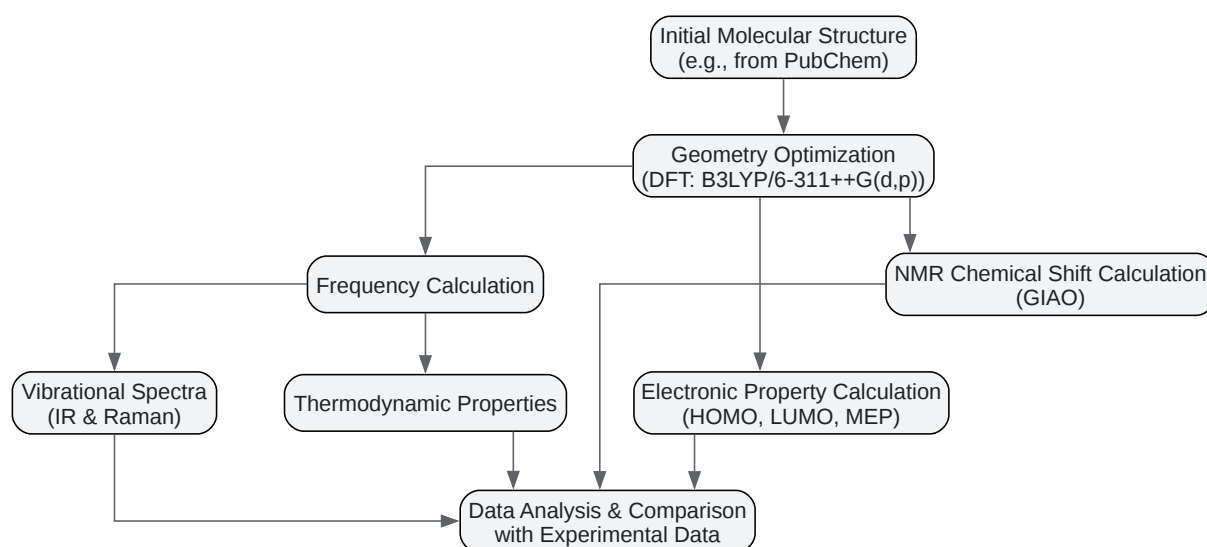 Initial Molecular Structure
(e.g., from PubChem)
Geometry Optimization
(DFT: B3LYP/6-311++G(d,p))
Frequency Calculation
NMR Chemical Shift Calculation
(GIAO)
Vibrational Spectra
(IR & Raman)
Thermodynamic Properties
Electronic Property Calculation
(HOMO, LUMO, MEP)
Data Analysis & Comparison
with Experimental Data